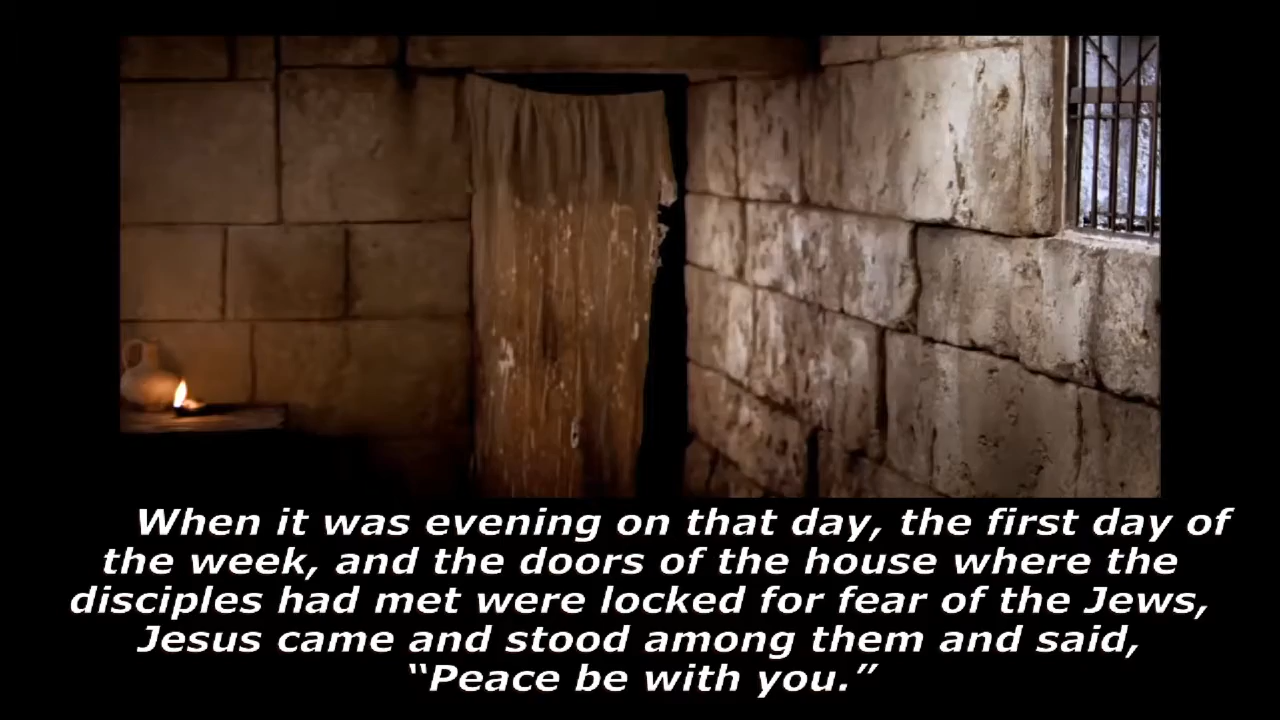 When it was evening on that day, the first day of
the week, and the doors of the house where the
disciples had met were locked for fear of the Jews,
Jesus came and stood among them and said,
“Peace be with you.”